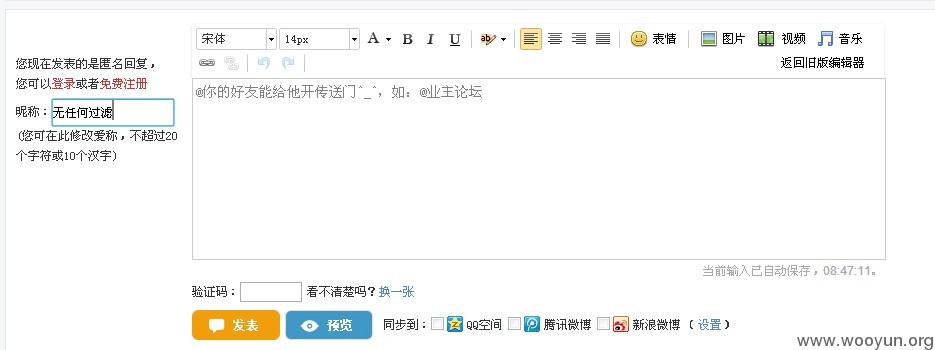 宋体 14px A B I U ab 表情 图片 视频 音乐
返回旧版编辑器
您现在发表的是匿名回复，
您可以登录或者免费注册
昵称：无任何过滤
(您可在此修改爱称，不超过20
个字符或10个汉字)
@你的好友能给他开传送门^_^，如：@业主论坛
当前输入已自动保存，08:47:11。
验证码： 看不清楚吗？换一张
发表 预览 同步到： QQ空间 腾讯微博 新浪微博 （设置）
www.wooyun.org